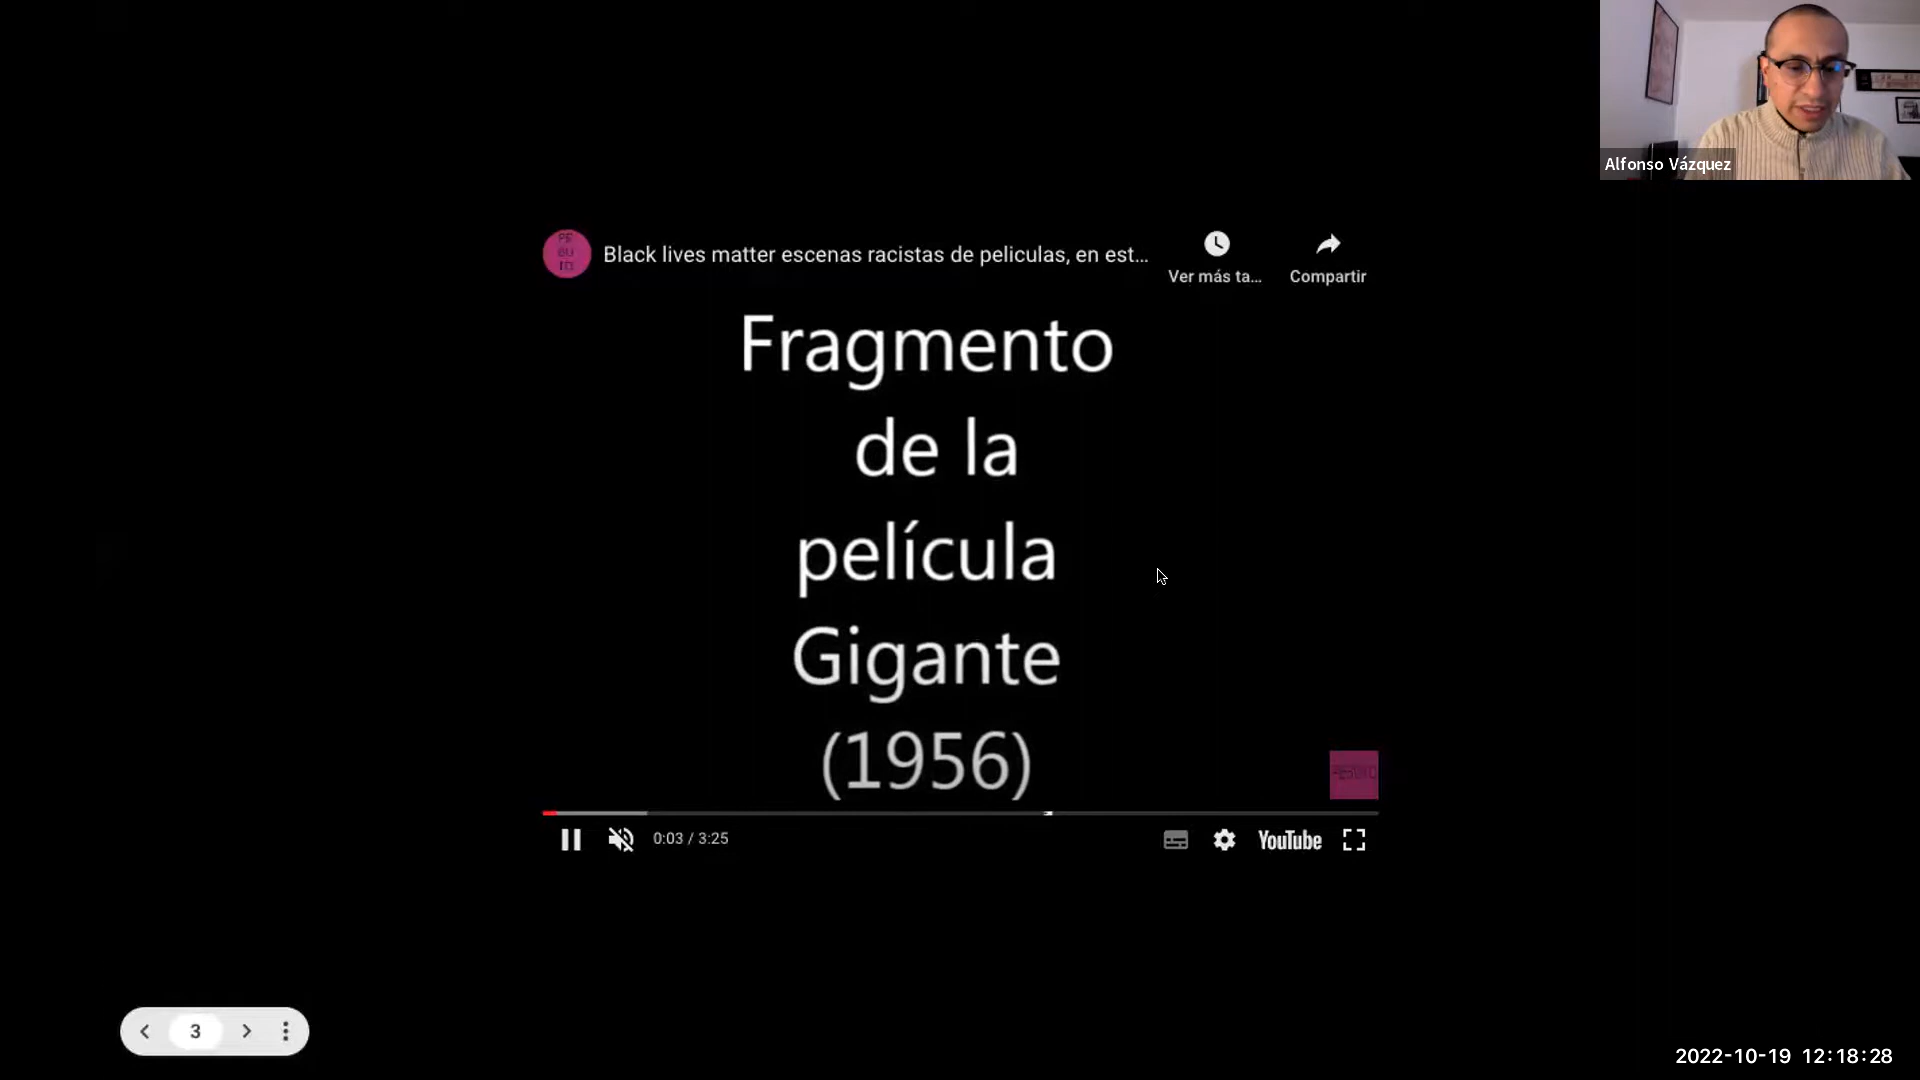 Alfonso Vázquez
Black lives matter escenas racistas de peliculas, en est...
Ver más ta...
Compartir
Fragmento
de la
película
Gigante
(1956)
0:03 / 3:25
YouTube
3
2022-10-19 12:18:28